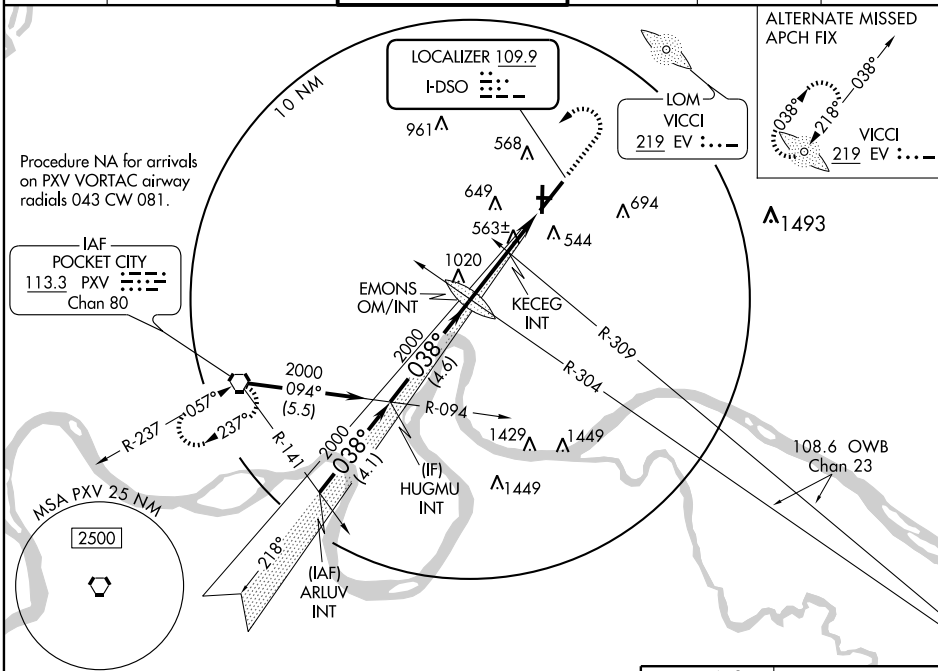 ALTERNATE MISSED
APCH FIX
038°
038°
218°
VICCI
219 EV
LOCALIZER 109.9
I-DSO
LOM
VICCI
219 EV
10 NM
961
568
649
694
563±
544
1493
1020
Procedure NA for arrivals
on PXV VORTAC airway
radials 043 CW 081.
IAF
POCKET CITY
113.3 PXV
Chan 80
EMONS
OM/INT
KECEG
INT
R-309
R-304
2000
038°
(4.6)
2000
094°
(5.5)
R-094
R-237
057°
237°
R-141
2000
038°
(4.1)
(IF)
HUGMU
INT
1429
1449
1449
108.6 OWB
Chan 23
MSA PXV 25 NM
2500
218°
(IAF)
ARLUV
INT